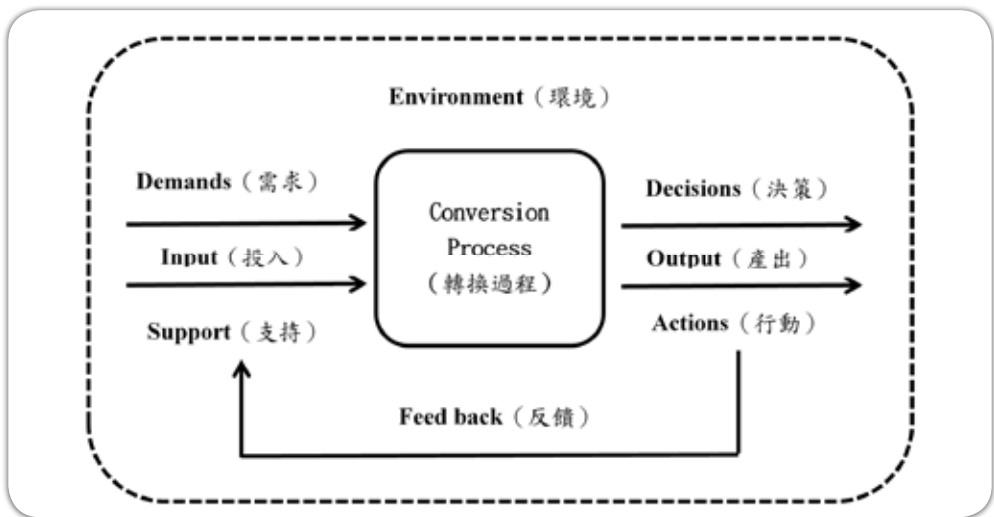 Environment（環境）
Demands（需求）
Input（投入）
Support（支持）
Conversion
Process
（轉換過程）
Decisions（決策）
Output（產出）
Actions（行動）
Feed back（反饋）